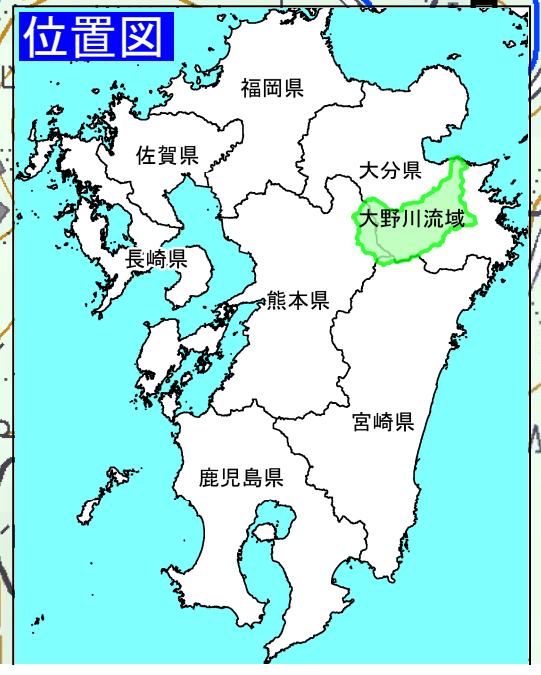 位置図
福岡県
佐賀県
大分県
大野川流域
長崎県
熊本県
宮崎県
鹿児島県